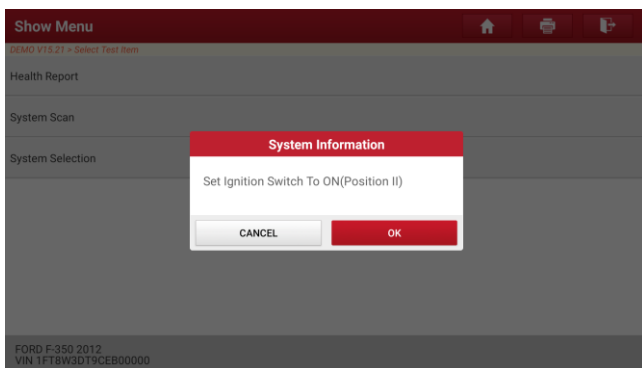 Show Menu
DEMO V15.21 > Select Test Item
Health Report
System Scan
System Selection
System Information
Set Ignition Switch To ON(Position II)
CANCEL
OK
FORD F-350 2012
VIN 1FT8W3DT9CEB00000